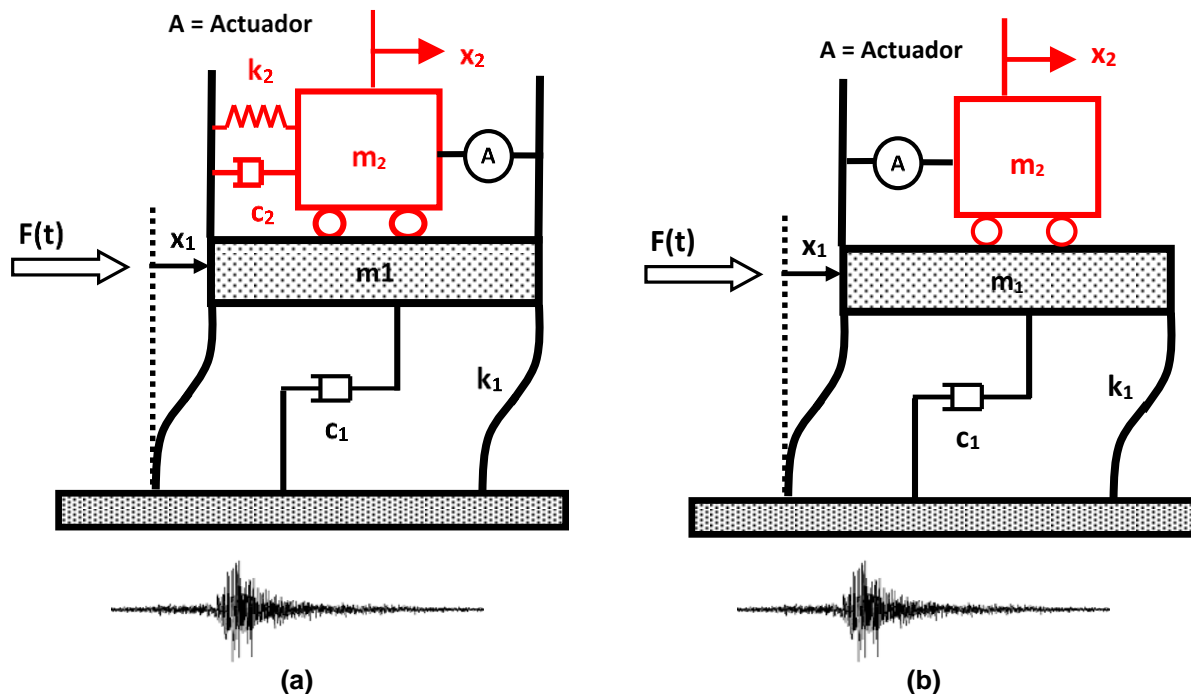 A = Actuador
x₂
k₂
m₂
A
c₂
F(t)
x₁
m1
k₁
c₁
(a)
A = Actuador
x₂
A
m₂
F(t)
x₁
m₁
k₁
c₁
(b)